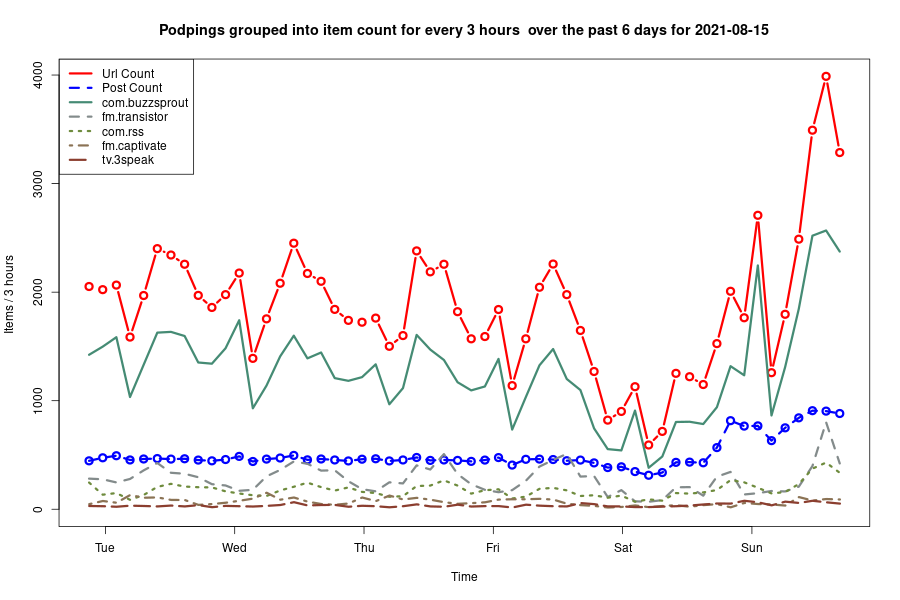 Podpings grouped into item count for every 3 hours  over the past 6 days for 2021-08-15
Url Count
Post Count
com.buzzsprout
fm.transistor
com.rss
fm.captivate
tv.3speak
Items / 3 hours
4000
3000
2000
1000
0
Tue Wed Thu Fri Sat Sun
Time